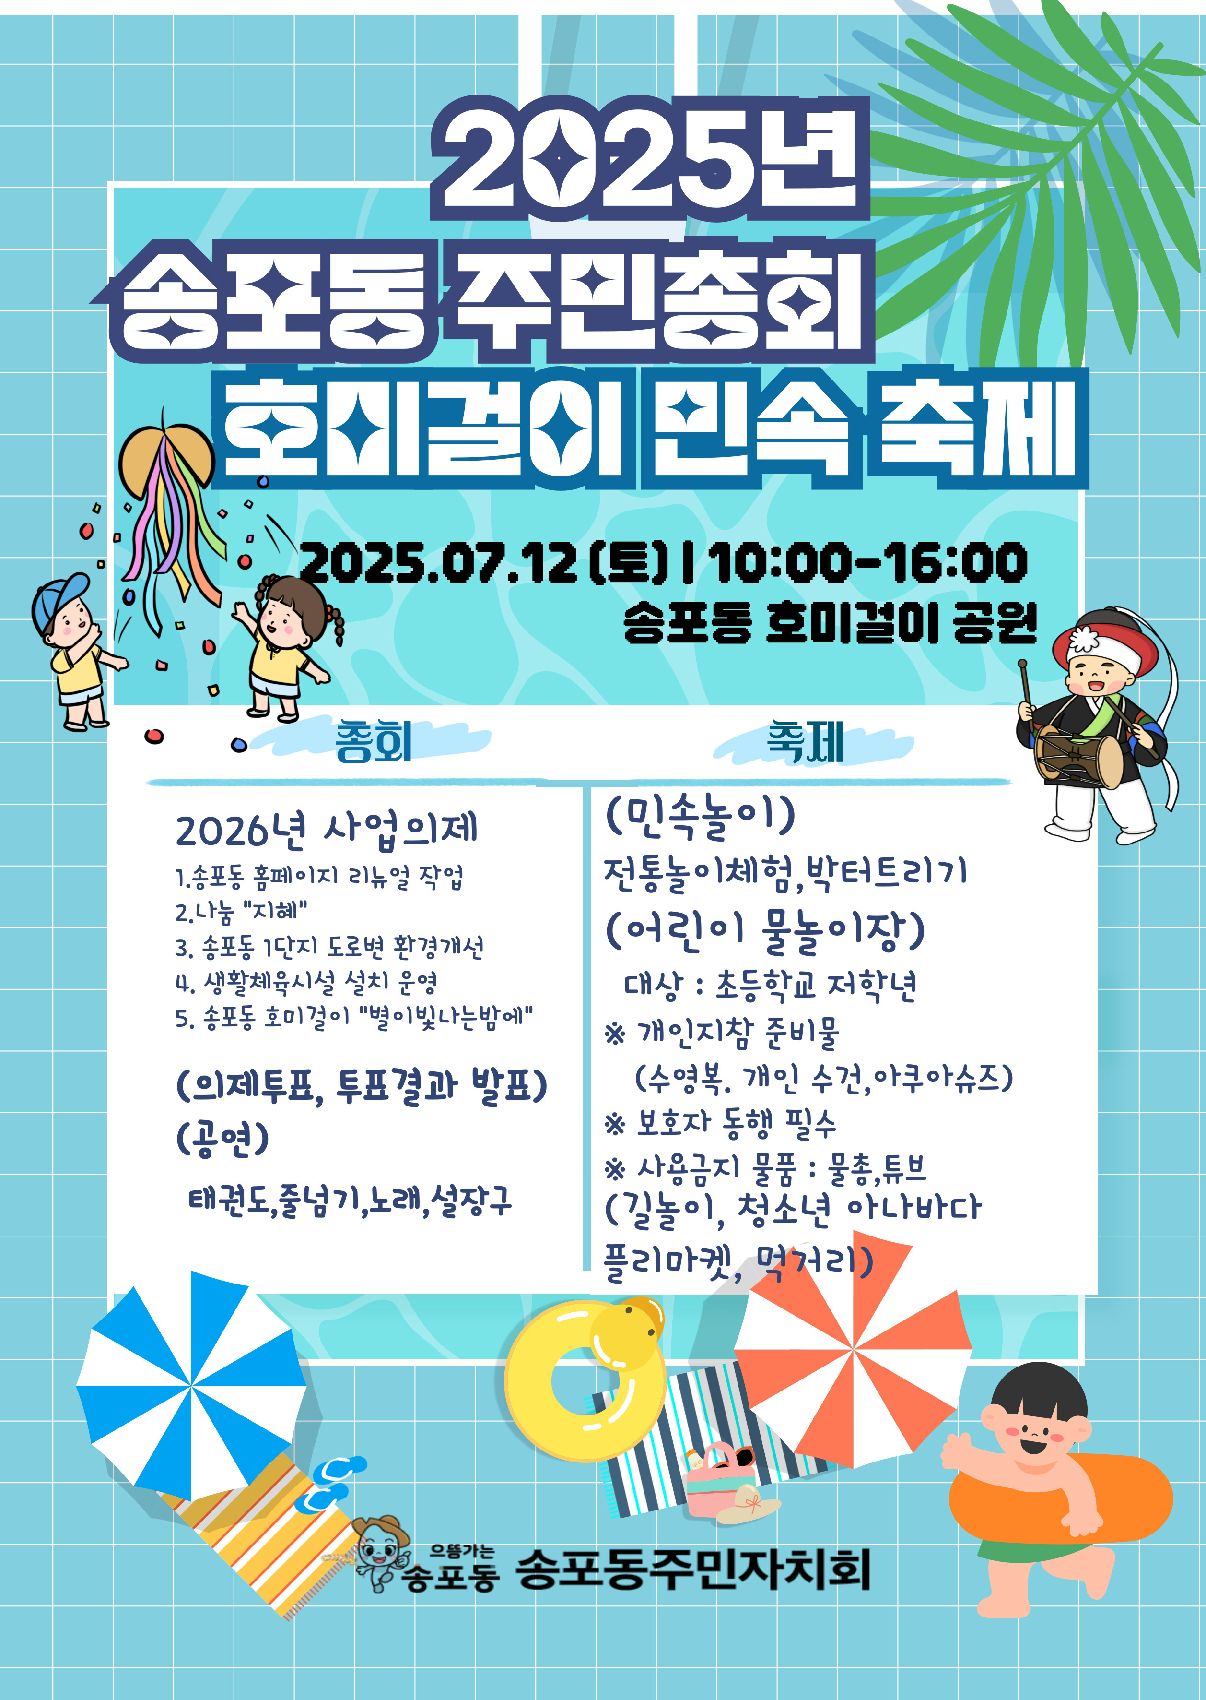 2025년
송포동 주민총회
호미걸이 민속 축제
2025.07.12 (토) | 10:00-16:00
송포동 호미걸이 공원
총회
2026년 사업의제
1.송포동 홈페이지 리뉴얼 작업
2.나눔 "지혜"
3. 송포동 1단지 도로변 환경개선
4. 생활체육시설 설치 운영
5. 송포동 호미걸이 "별이빛나는밤에"
(의제투표, 투표결과 발표)
(공연)
태권도,줄넘기,노래,설장구
축제
(민속놀이)
전통놀이체험,박터트리기
(어린이 물놀이장)
대상 : 초등학교 저학년
※ 개인지참 준비물
(수영복. 개인 수건,아쿠아슈즈)
※ 보호자 동행 필수
※ 사용금지 물품 : 물총,튜브
(길놀이, 청소년 아나바다
플리마켓, 먹거리)
으뜸가는
송포동 송포동주민자치회